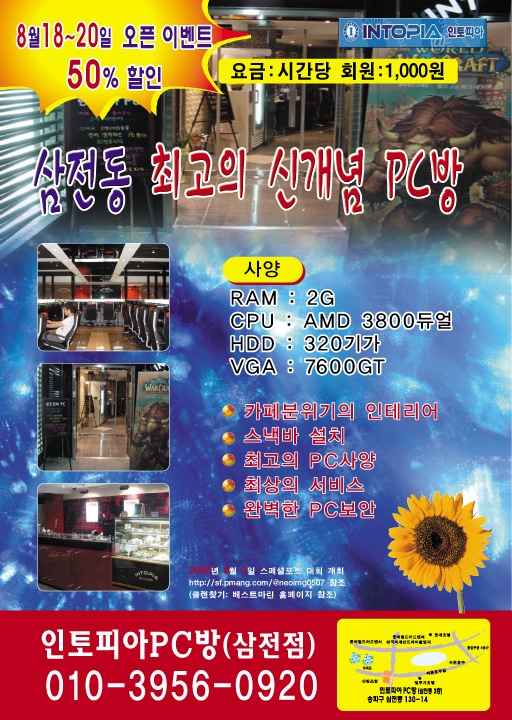 8월18~20일 오픈 이벤트
50% 할인
INTOPIA 인토피아
요금:시간당 회원:1,000원
WORLD
WARCRAFT
삼전동 최고의 신개념 PC방
사양
RAM : 2G
CPU : AMD 3800듀얼
HDD : 320기가
VGA : 7600GT
카페분위기의 인테리어
스낵바 설치
최고의 PC사양
최상의 서비스
완벽한 PC보안
WARCRAFT
INTOPIA
일 스페셜포스 대회 개최
http://sf.pmang.com/@neoimg0507 참조
(클랜찾기: 베스트마린 홈페이지 참조)
인토피아PC방(삼전점)
010-3956-0920
인토피아PC방(삼전동 3층)
송파구 삼전동 130-14